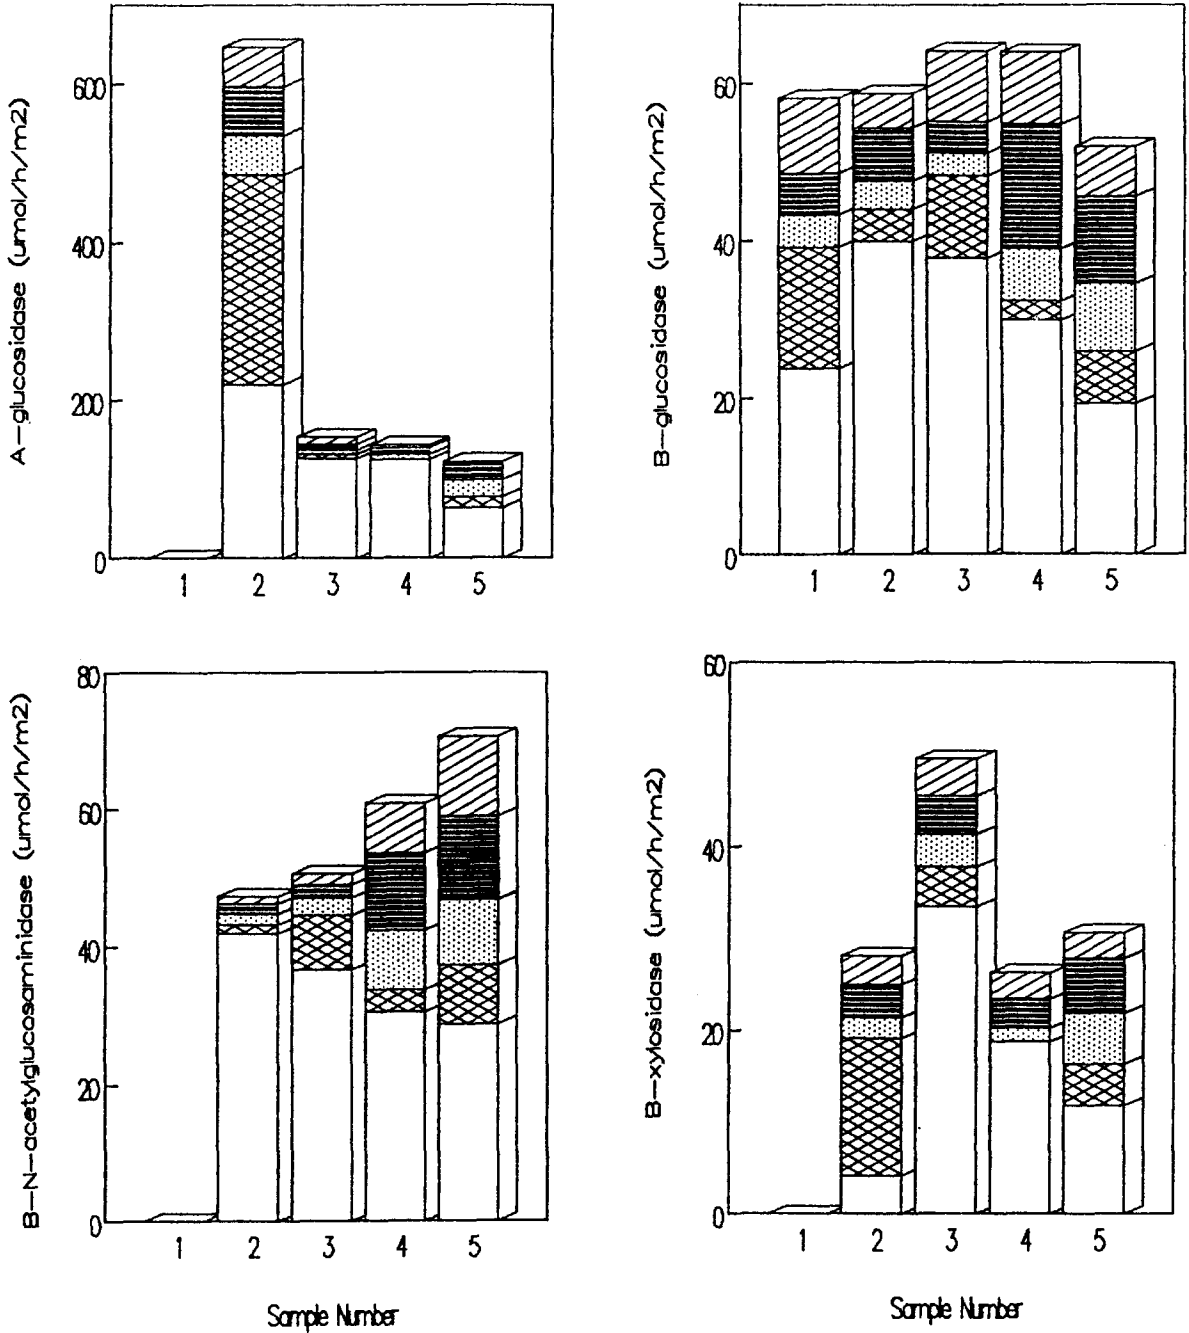 A-glucosidase (umol/h/m2)
600
400
200
0
1 2 3 4 5
B-glucosidase (umol/h/m2)
60
40
20
0
1 2 3 4 5
B-N-acetylglucosaminidase (umol/h/m2)
80
60
40
20
0
1 2 3 4 5
Sample Number
B-xylosidase (umol/h/m2)
60
40
20
0
1 2 3 4 5
Sample Number